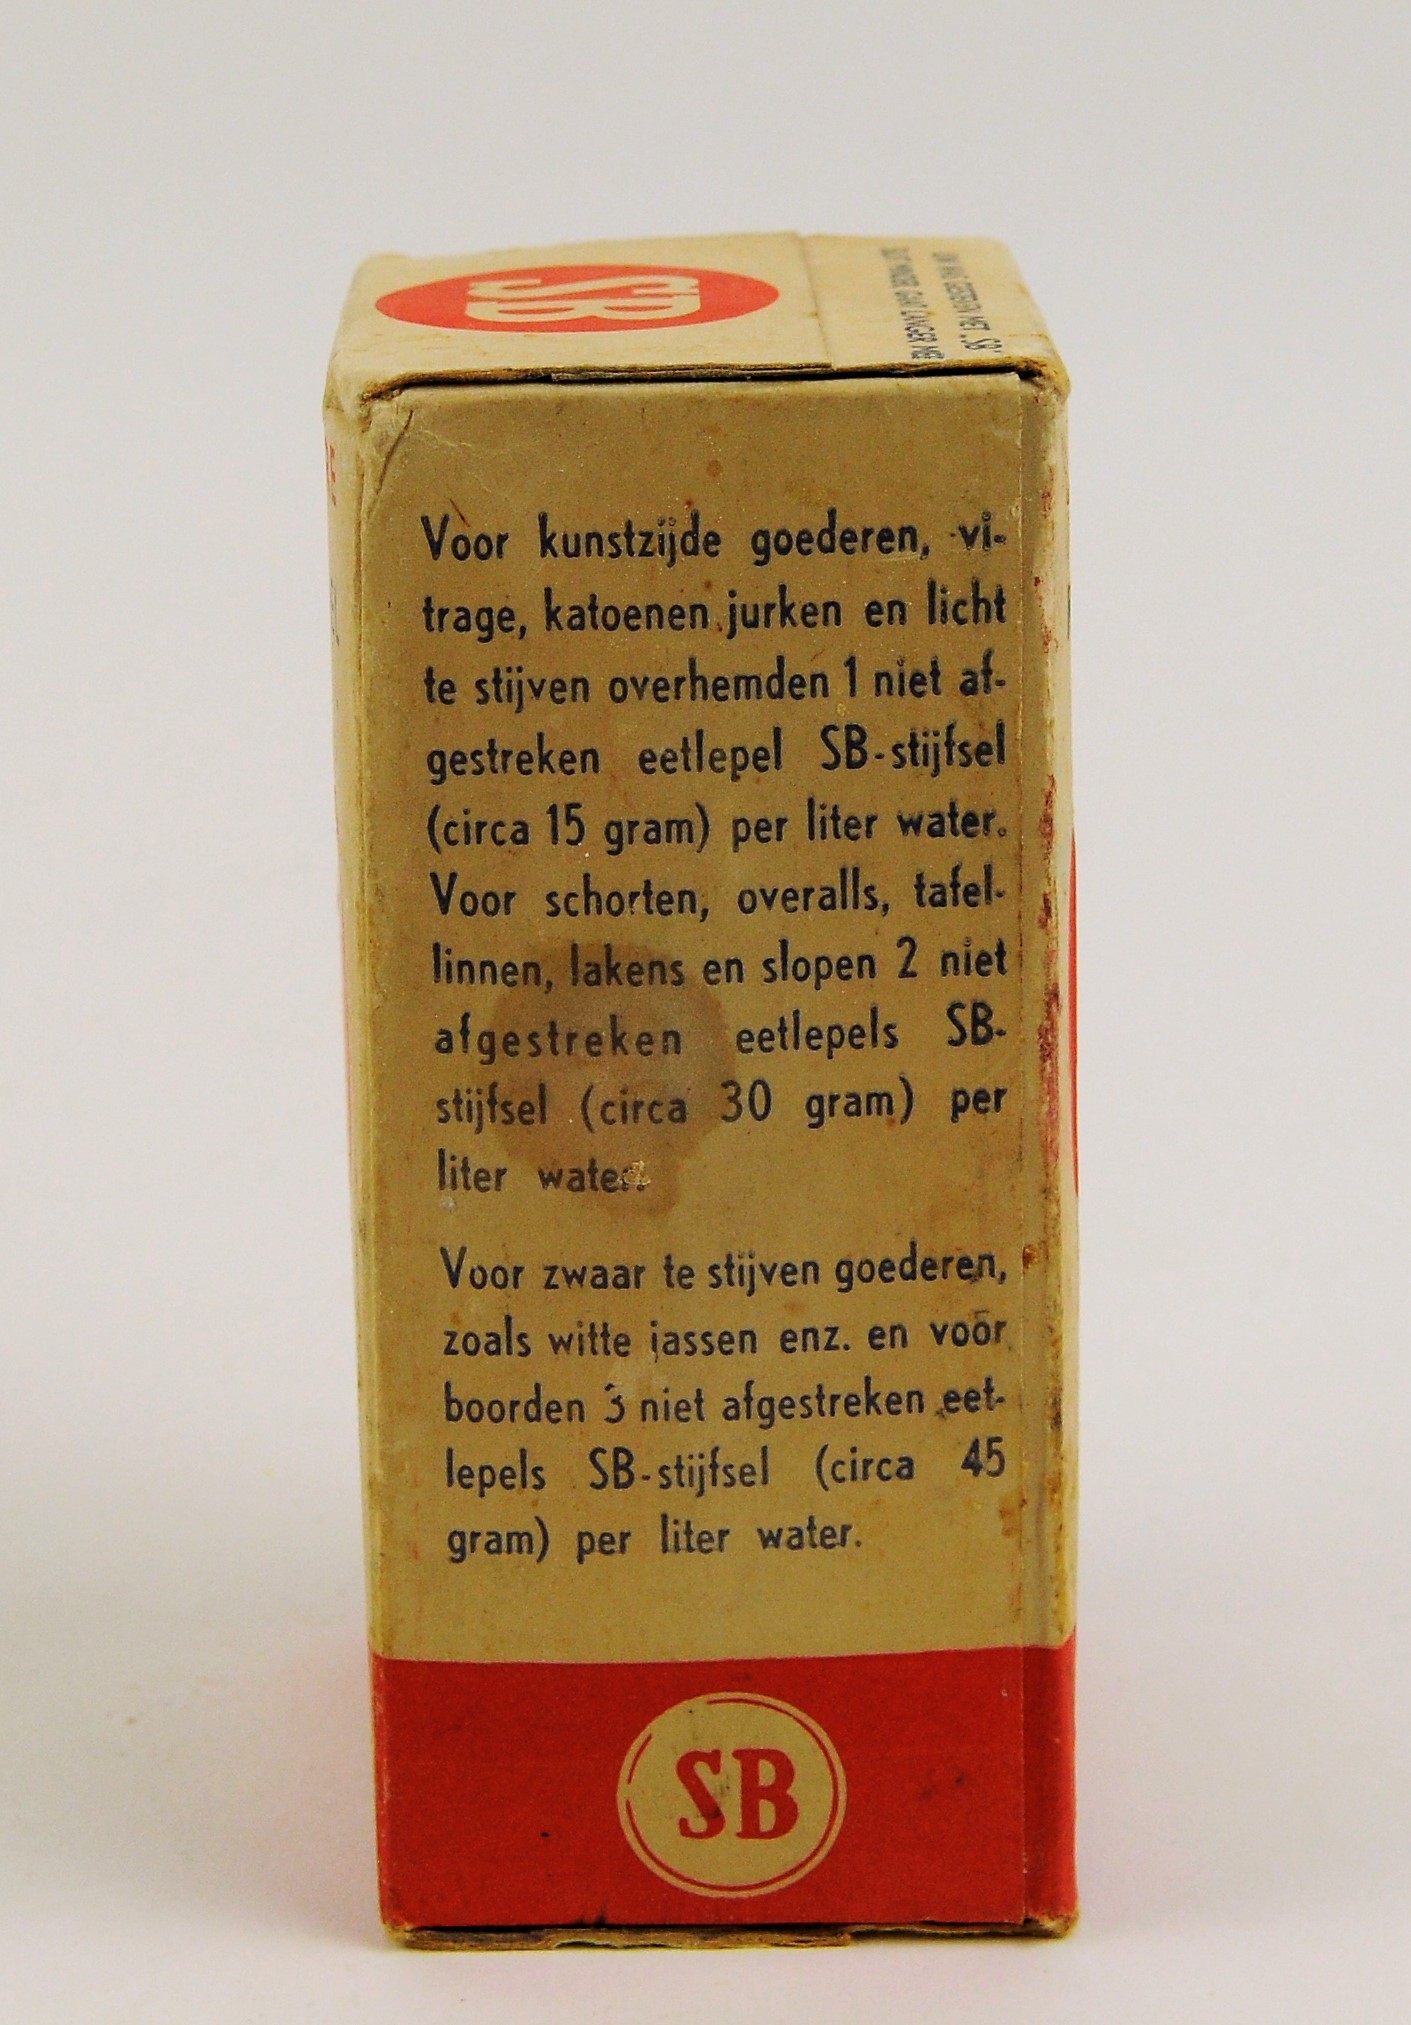 SB
Voor kunstzijde goederen, vi-
trage, katoenen jurken en licht
te stijven overhemden 1 niet af-
gestreken eetlepel SB-stijfsel
(circa 15 gram) per liter water.
Voor schorten, overalls, tafel-
linnen, lakens en slopen 2 niet
afgestreken eetlepels SB-
stijfsel (circa 30 gram) per
liter water.
Voor zwaar te stijven goederen,
zoals witte jassen enz. en voor
boorden 3 niet afgestreken eet-
lepels SB-stijfsel (circa 45
gram) per liter water.
SB